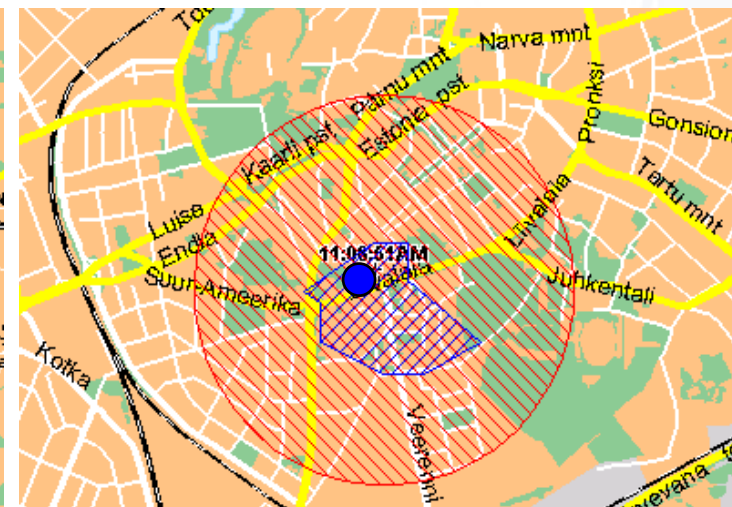 Narva mnt
Pärnu mnt
Estonia pst
Pronksi
Gonsiori
Kaarli pst
Tartu mnt
Luise
Endla
Liivalaia
11:08:51AM
Suur-Ameerika
Juhkentali
Kotka
Veerenni